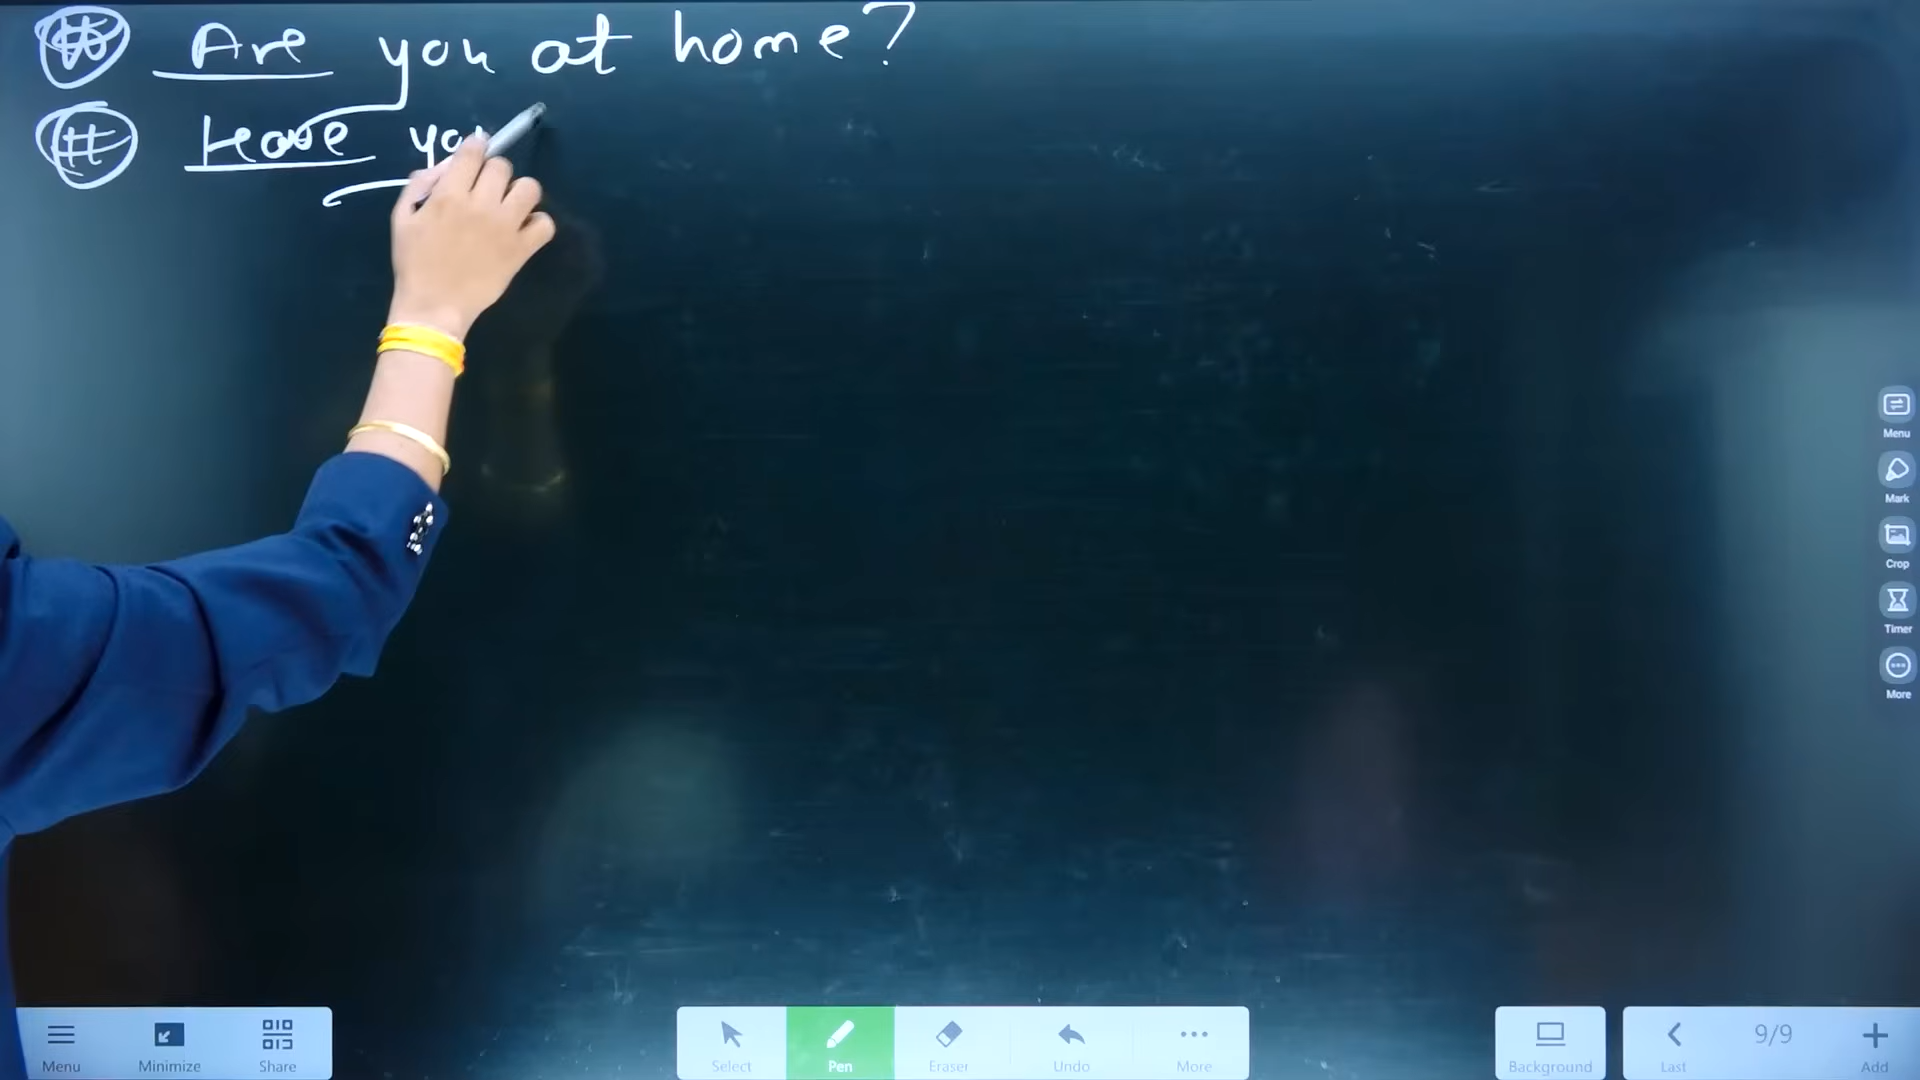 # Are you at home?
# Have you
Menu
Mark
Crop
Timer
More
Menu Minimize Share Select Pen Eraser Undo More Background Last 9/9 Add